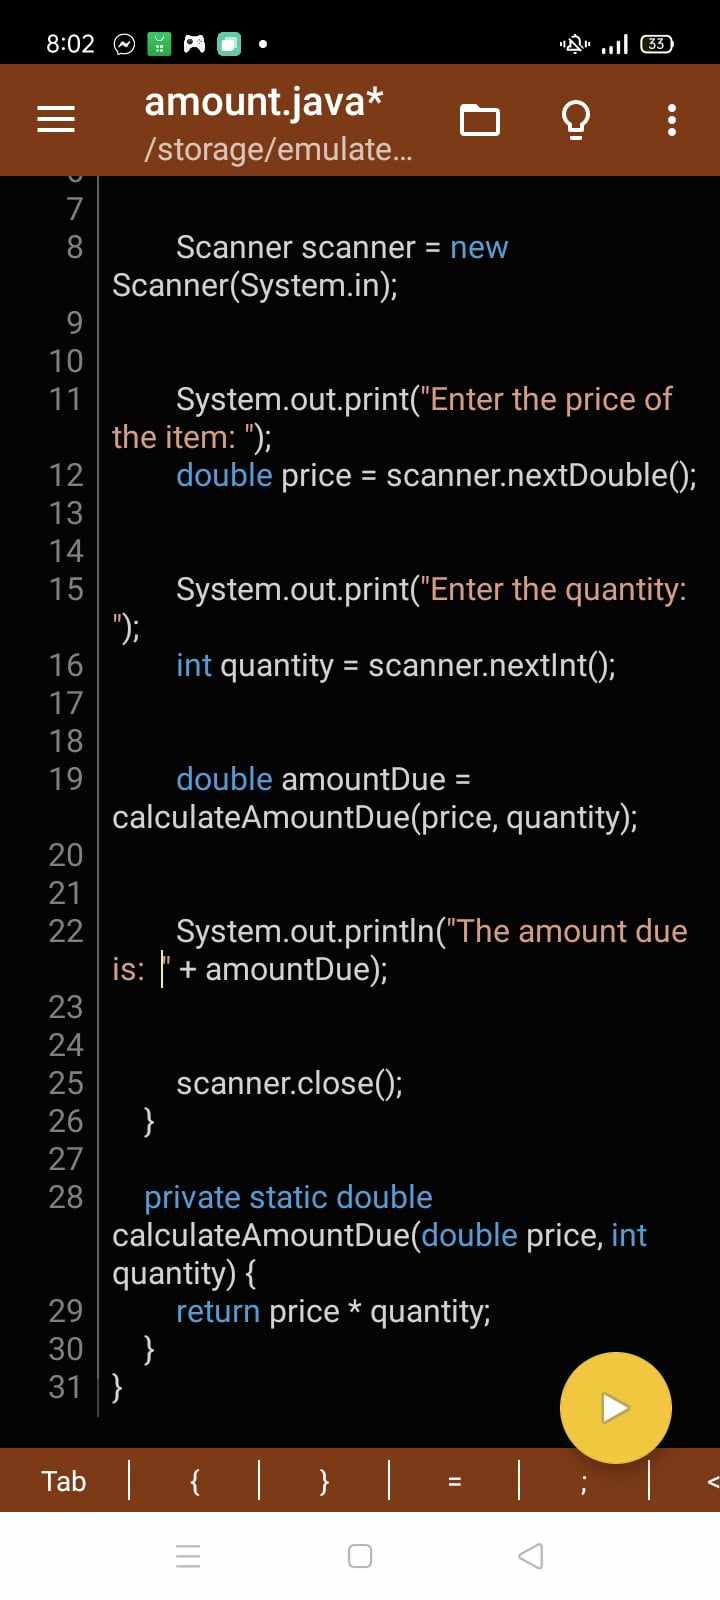 8:02
33
amount.java*
/storage/emulate...
7
8 Scanner scanner = new
Scanner(System.in);
9
10
11 System.out.print("Enter the price of
the item: ");
12 double price = scanner.nextDouble();
13
14
15 System.out.print("Enter the quantity:
");
16 int quantity = scanner.nextInt();
17
18
19 double amountDue =
calculateAmountDue(price, quantity);
20
21
22 System.out.println("The amount due
is:  " + amountDue);
23
24
25 scanner.close();
26 }
27
28 private static double
calculateAmountDue(double price, int
quantity) {
29 return price * quantity;
30 }
31 }
Tab { } = ; <